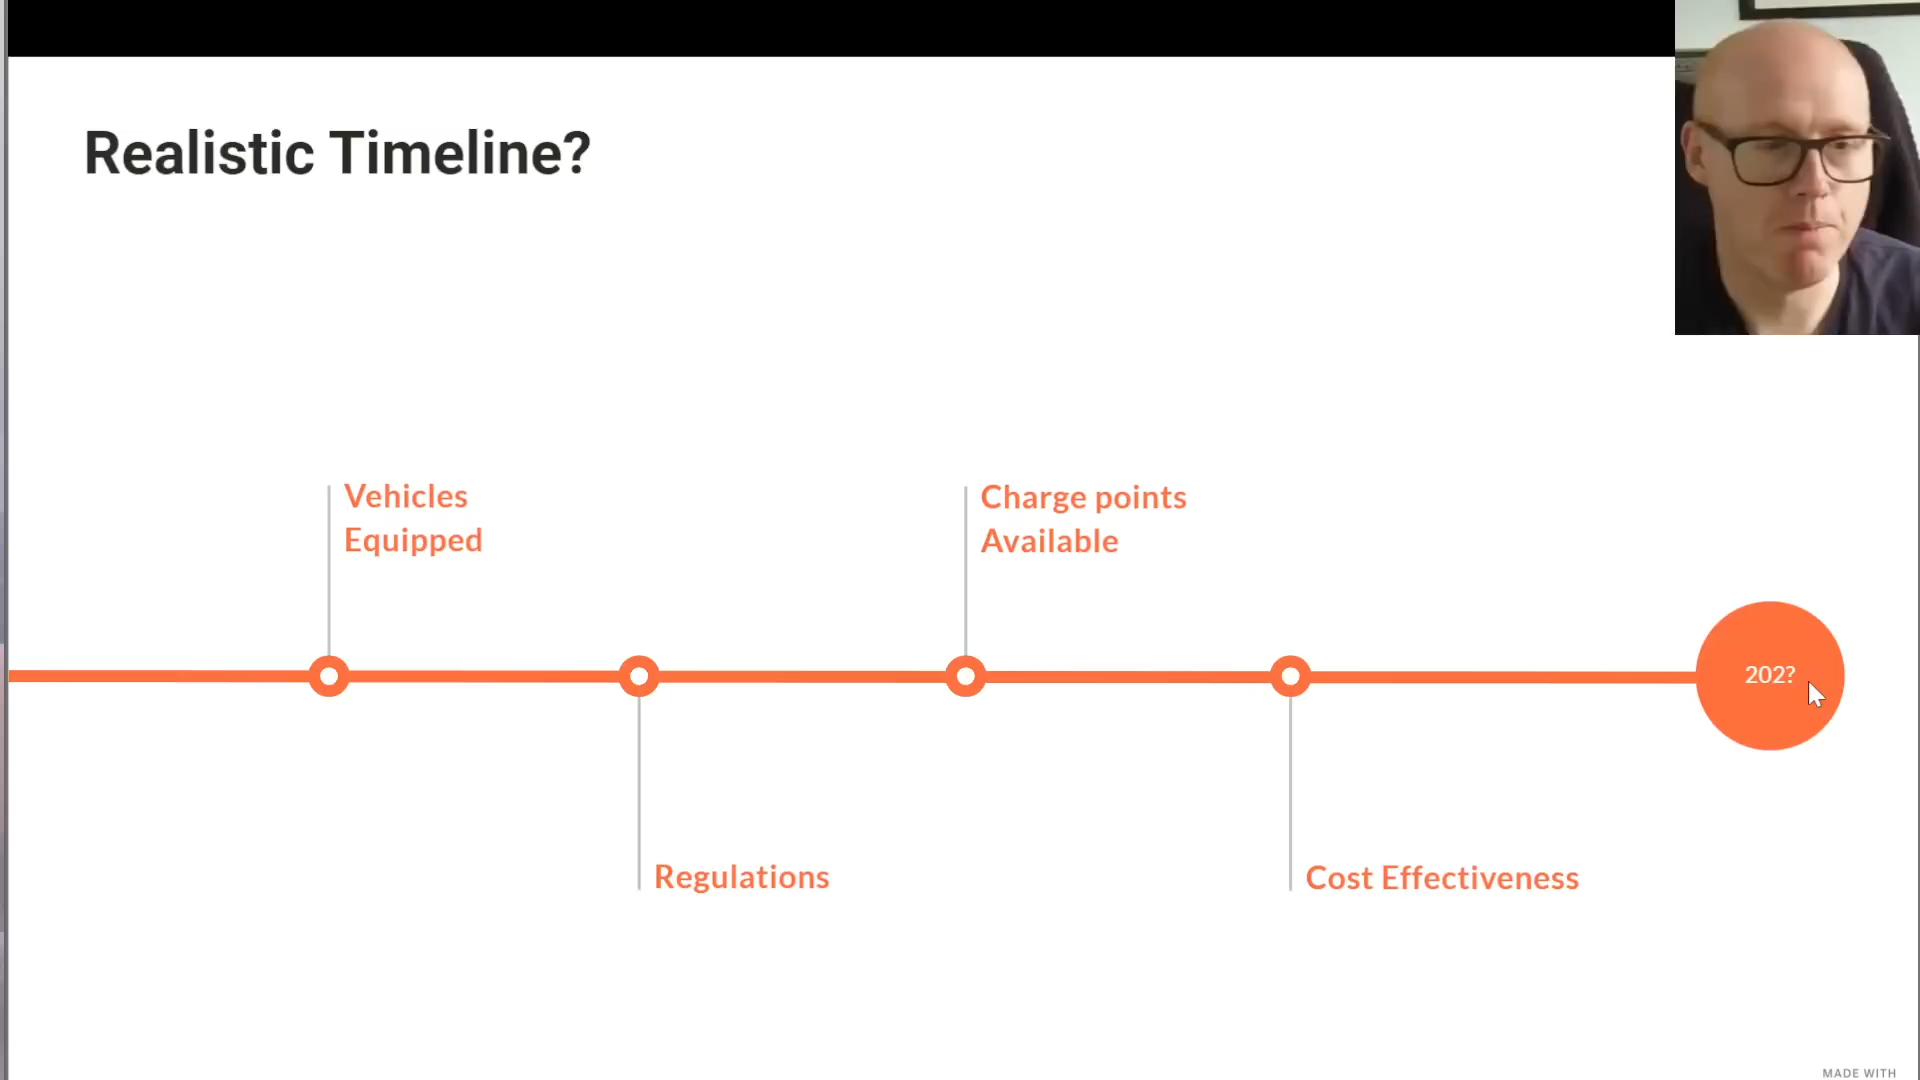 Realistic Timeline?
Vehicles
Equipped
Charge points
Available
202?
Regulations
Cost Effectiveness
MADE WITH